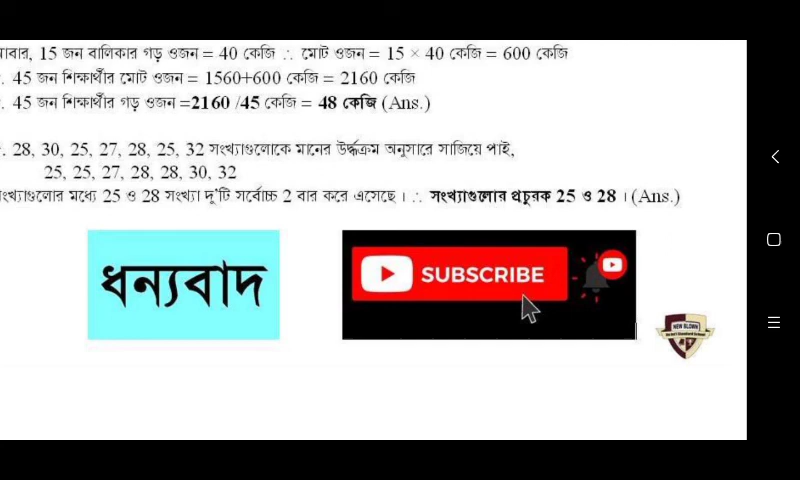 15 জন বালিকার গড় ওজন = 40 কেজি ∴ মোট ওজন = 15 × 40 কেজি = 600 কেজি
. 45 জন শিক্ষার্থীর মোট ওজন = 1560+600 কেজি = 2160 কেজি
. 45 জন শিক্ষার্থীর গড় ওজন =2160 /45 কেজি = 48 কেজি (Ans.)
. 28, 30, 25, 27, 28, 25, 32 সংখ্যাগুলোকে মানের উর্দ্ধক্রম অনুসারে সাজিয়ে পাই,
25, 25, 27, 28, 28, 30, 32
ংখ্যাগুলোর মধ্যে 25 ও 28 সংখ্যা দু'টি সর্বোচ্চ 2 বার করে এসেছে। ∴ সংখ্যাগুলোর প্রচুরক 25 ও 28 । (Ans.)
ধন্যবাদ
SUBSCRIBE
NEW BLOWN